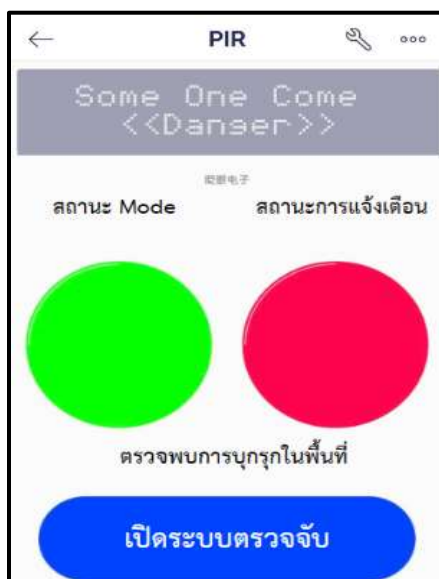 PIR
Some One Come
<<Danger>>
สถานะ Mode
สถานะการแจ้งเตือน
ตรวจพบการบุกรุกในพื้นที่
เปิดระบบตรวจจับ